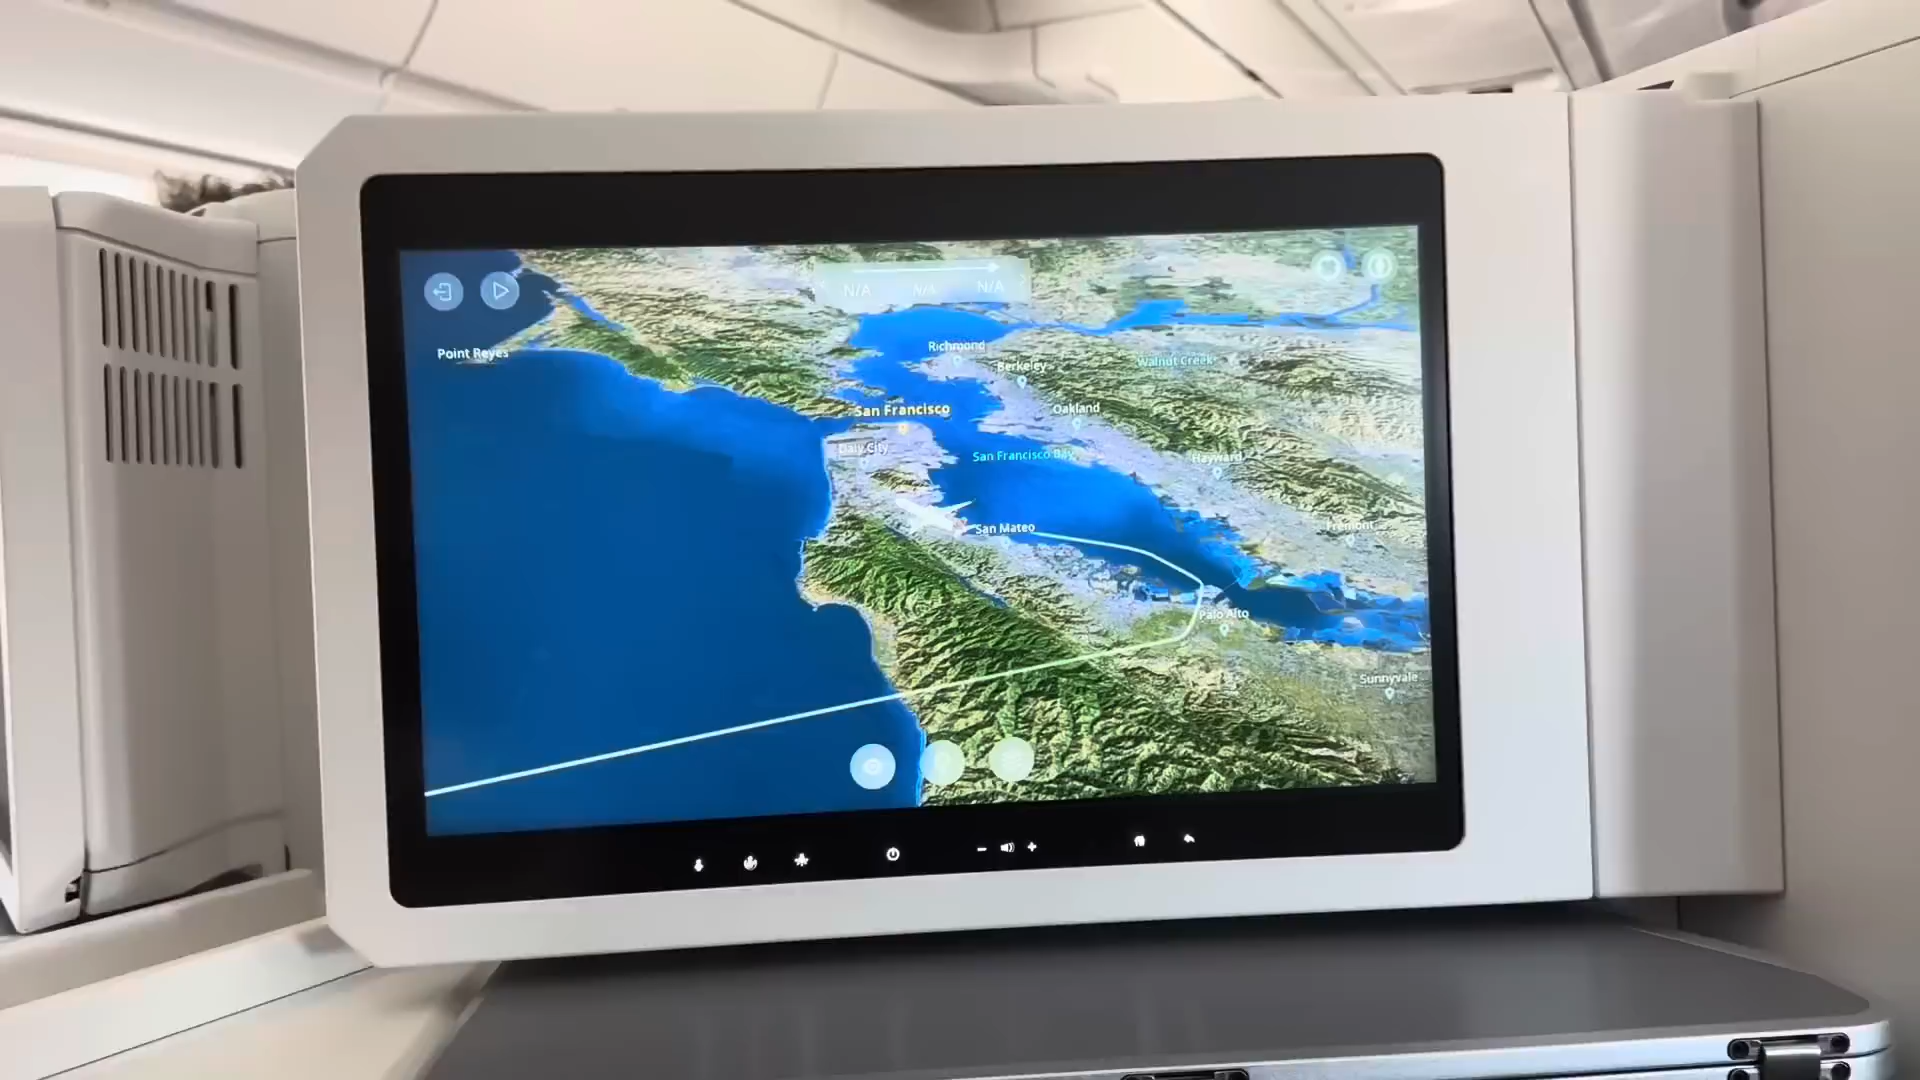 N/A N/A N/A
Point Reyes
Richmond
Walnut Creek
Berkeley
San Francisco
Oakland
Daly City
San Francisco Bay
Hayward
San Mateo
Fremont
Palo Alto
Sunnyvale